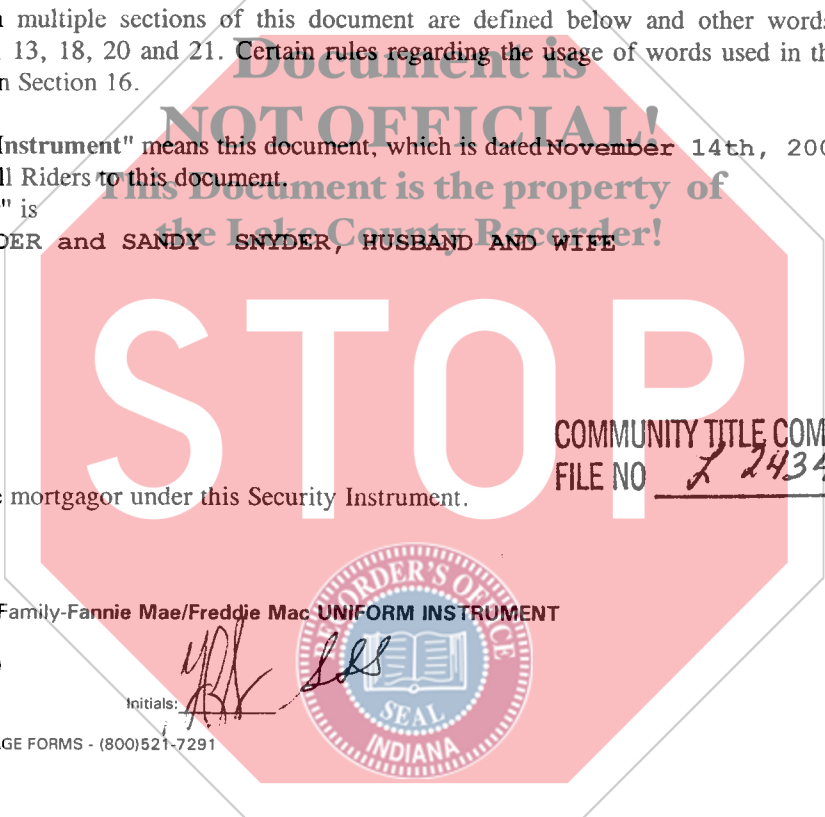 multiple sections of this document are defined below and other words
13, 18, 20 and 21. Certain rules regarding the usage of words used in th
n Section 16.
Document is
NOT OFFICIAL!
This Document is the property of
the Lake County Recorder!
Instrument" means this document, which is dated November 14th, 200
ll Riders to this document.
" is
DER and SANDY SNYDER, HUSBAND AND WIFE
STOP
COMMUNITY TITLE COM
FILE NO L 2434
e mortgagor under this Security Instrument.
Family-Fannie Mae/Freddie Mac UNIFORM INSTRUMENT
Initials:
GE FORMS - (800)521-7291
RECORDER'S OFFICE
SEAL
INDIANA